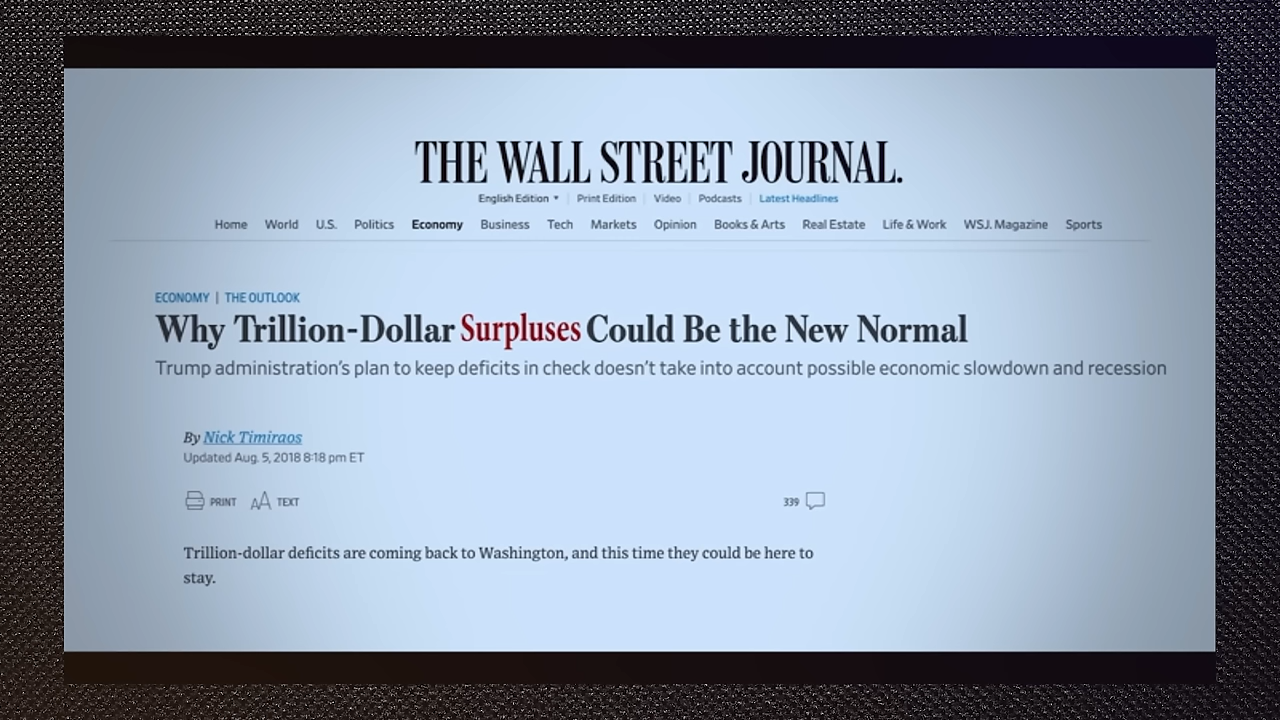 THE WALL STREET JOURNAL.
English Edition Print Edition Video Podcasts Latest Headlines
Home World U.S. Politics Economy Business Tech Markets Opinion Books & Arts Real Estate Life & Work WSJ. Magazine Sports
ECONOMY | THE OUTLOOK
Why Trillion-Dollar Surpluses Could Be the New Normal
Trump administration's plan to keep deficits in check doesn't take into account possible economic slowdown and recession
By Nick Timiraos
Updated Aug. 5, 2018 8:18 pm ET
PRINT AA TEXT 339
Trillion-dollar deficits are coming back to Washington, and this time they could be here to
stay.